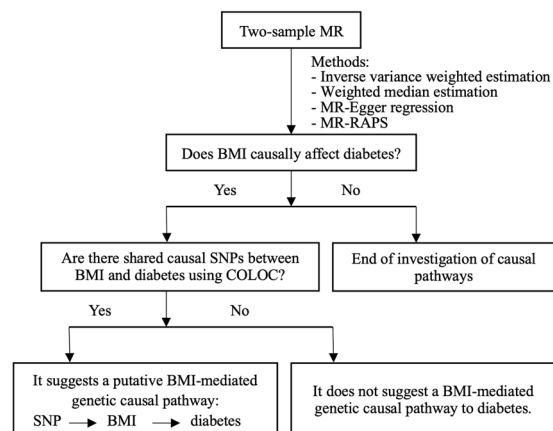 Two-sample MR
Methods:
- Inverse variance weighted estimation
- Weighted median estimation
- MR-Egger regression
- MR-RAPS
Does BMI causally affect diabetes?
Yes
No
Are there shared causal SNPs between
BMI and diabetes using COLOC?
End of investigation of causal
pathways
Yes
No
It suggests a putative BMI-mediated
genetic causal pathway:
SNP → BMI → diabetes
It does not suggest a BMI-mediated
genetic causal pathway to diabetes.